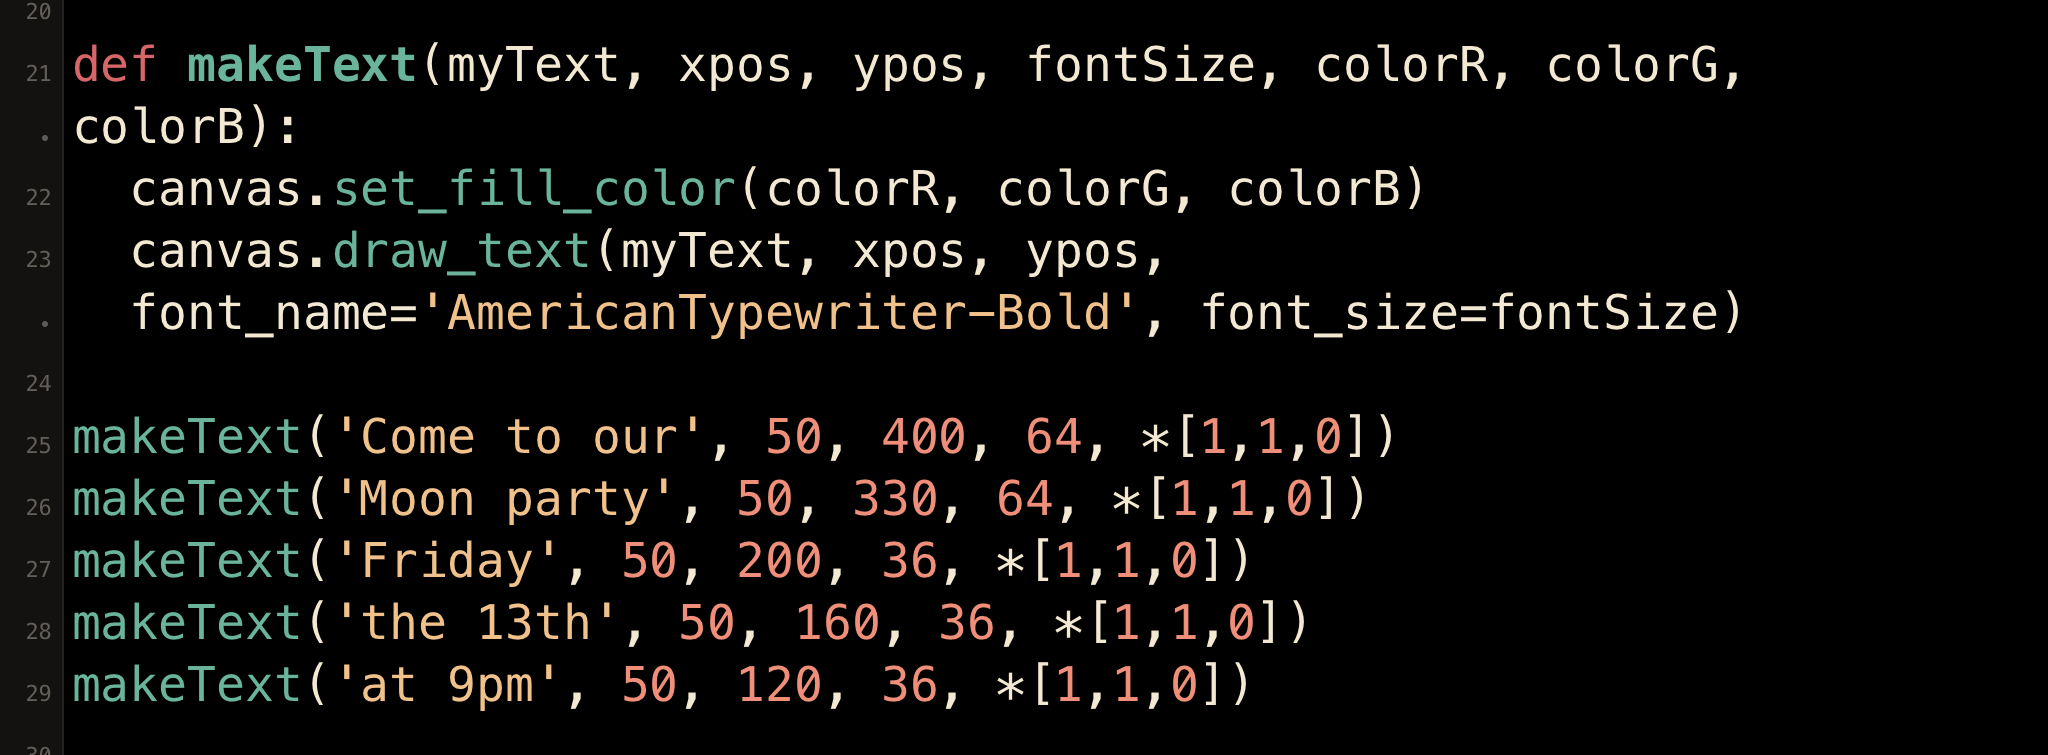 20
21 def makeText(myText, xpos, ypos, fontSize, colorR, colorG,
• colorB):
22   canvas.set_fill_color(colorR, colorG, colorB)
23   canvas.draw_text(myText, xpos, ypos,
•   font_name='AmericanTypewriter-Bold', font_size=fontSize)
24
25 makeText('Come to our', 50, 400, 64, *[1,1,0])
26 makeText('Moon party', 50, 330, 64, *[1,1,0])
27 makeText('Friday', 50, 200, 36, *[1,1,0])
28 makeText('the 13th', 50, 160, 36, *[1,1,0])
29 makeText('at 9pm', 50, 120, 36, *[1,1,0])
30